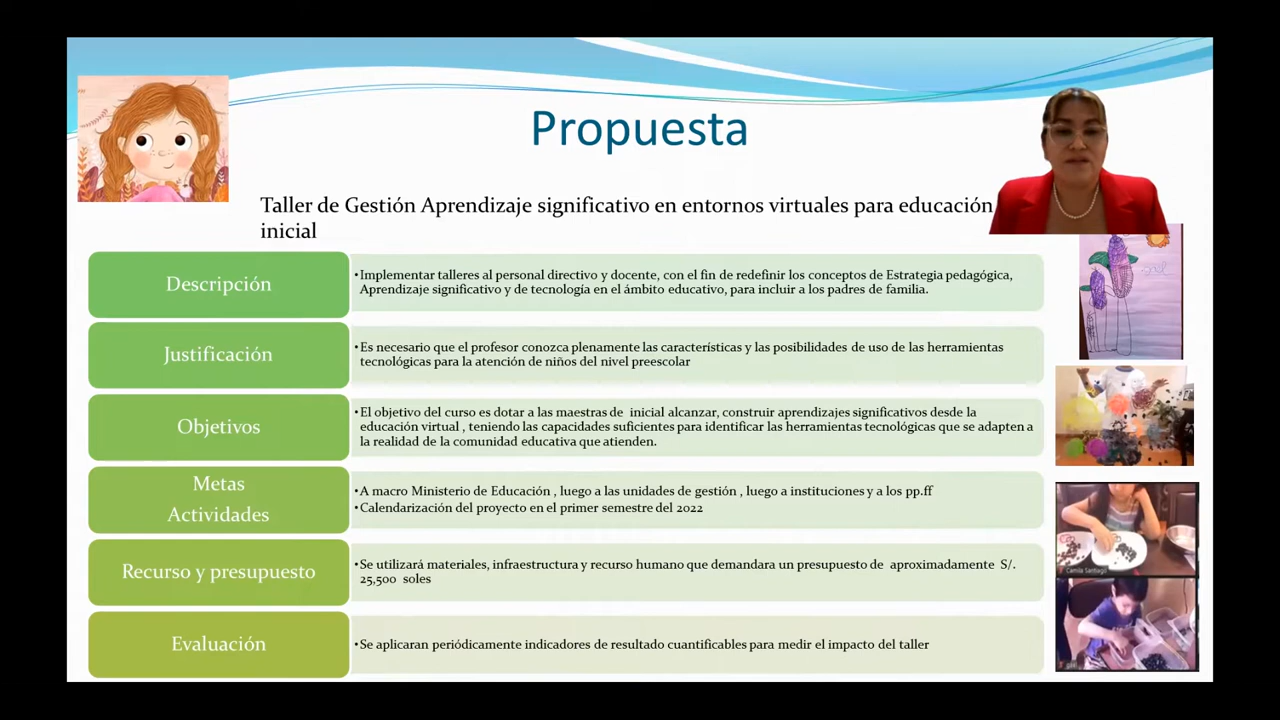 Propuesta
Taller de Gestión Aprendizaje significativo en entornos virtuales para educación
inicial
Descripción
•Implementar talleres al personal directivo y docente, con el fin de redefinir los conceptos de Estrategia pedagógica,
Aprendizaje significativo y de tecnología en el ámbito educativo, para incluir a los padres de familia.
Justificación
•Es necesario que el profesor conozca plenamente las características y las posibilidades de uso de las herramientas
tecnológicas para la atención de niños del nivel preescolar
Objetivos
•El objetivo del curso es dotar a las maestras de inicial alcanzar, construir aprendizajes significativos desde la
educación virtual , teniendo las capacidades suficientes para identificar las herramientas tecnológicas que se adapten a
la realidad de la comunidad educativa que atienden.
Metas
Actividades
•A macro Ministerio de Educación , luego a las unidades de gestión , luego a instituciones y a los pp.ff
•Calendarización del proyecto en el primer semestre del 2022
Recurso y presupuesto
•Se utilizará materiales, infraestructura y recurso humano que demandara un presupuesto de aproximadamente S/.
25,500 soles
Evaluación
•Se aplicaran periódicamente indicadores de resultado cuantificables para medir el impacto del taller
Camila Santiago